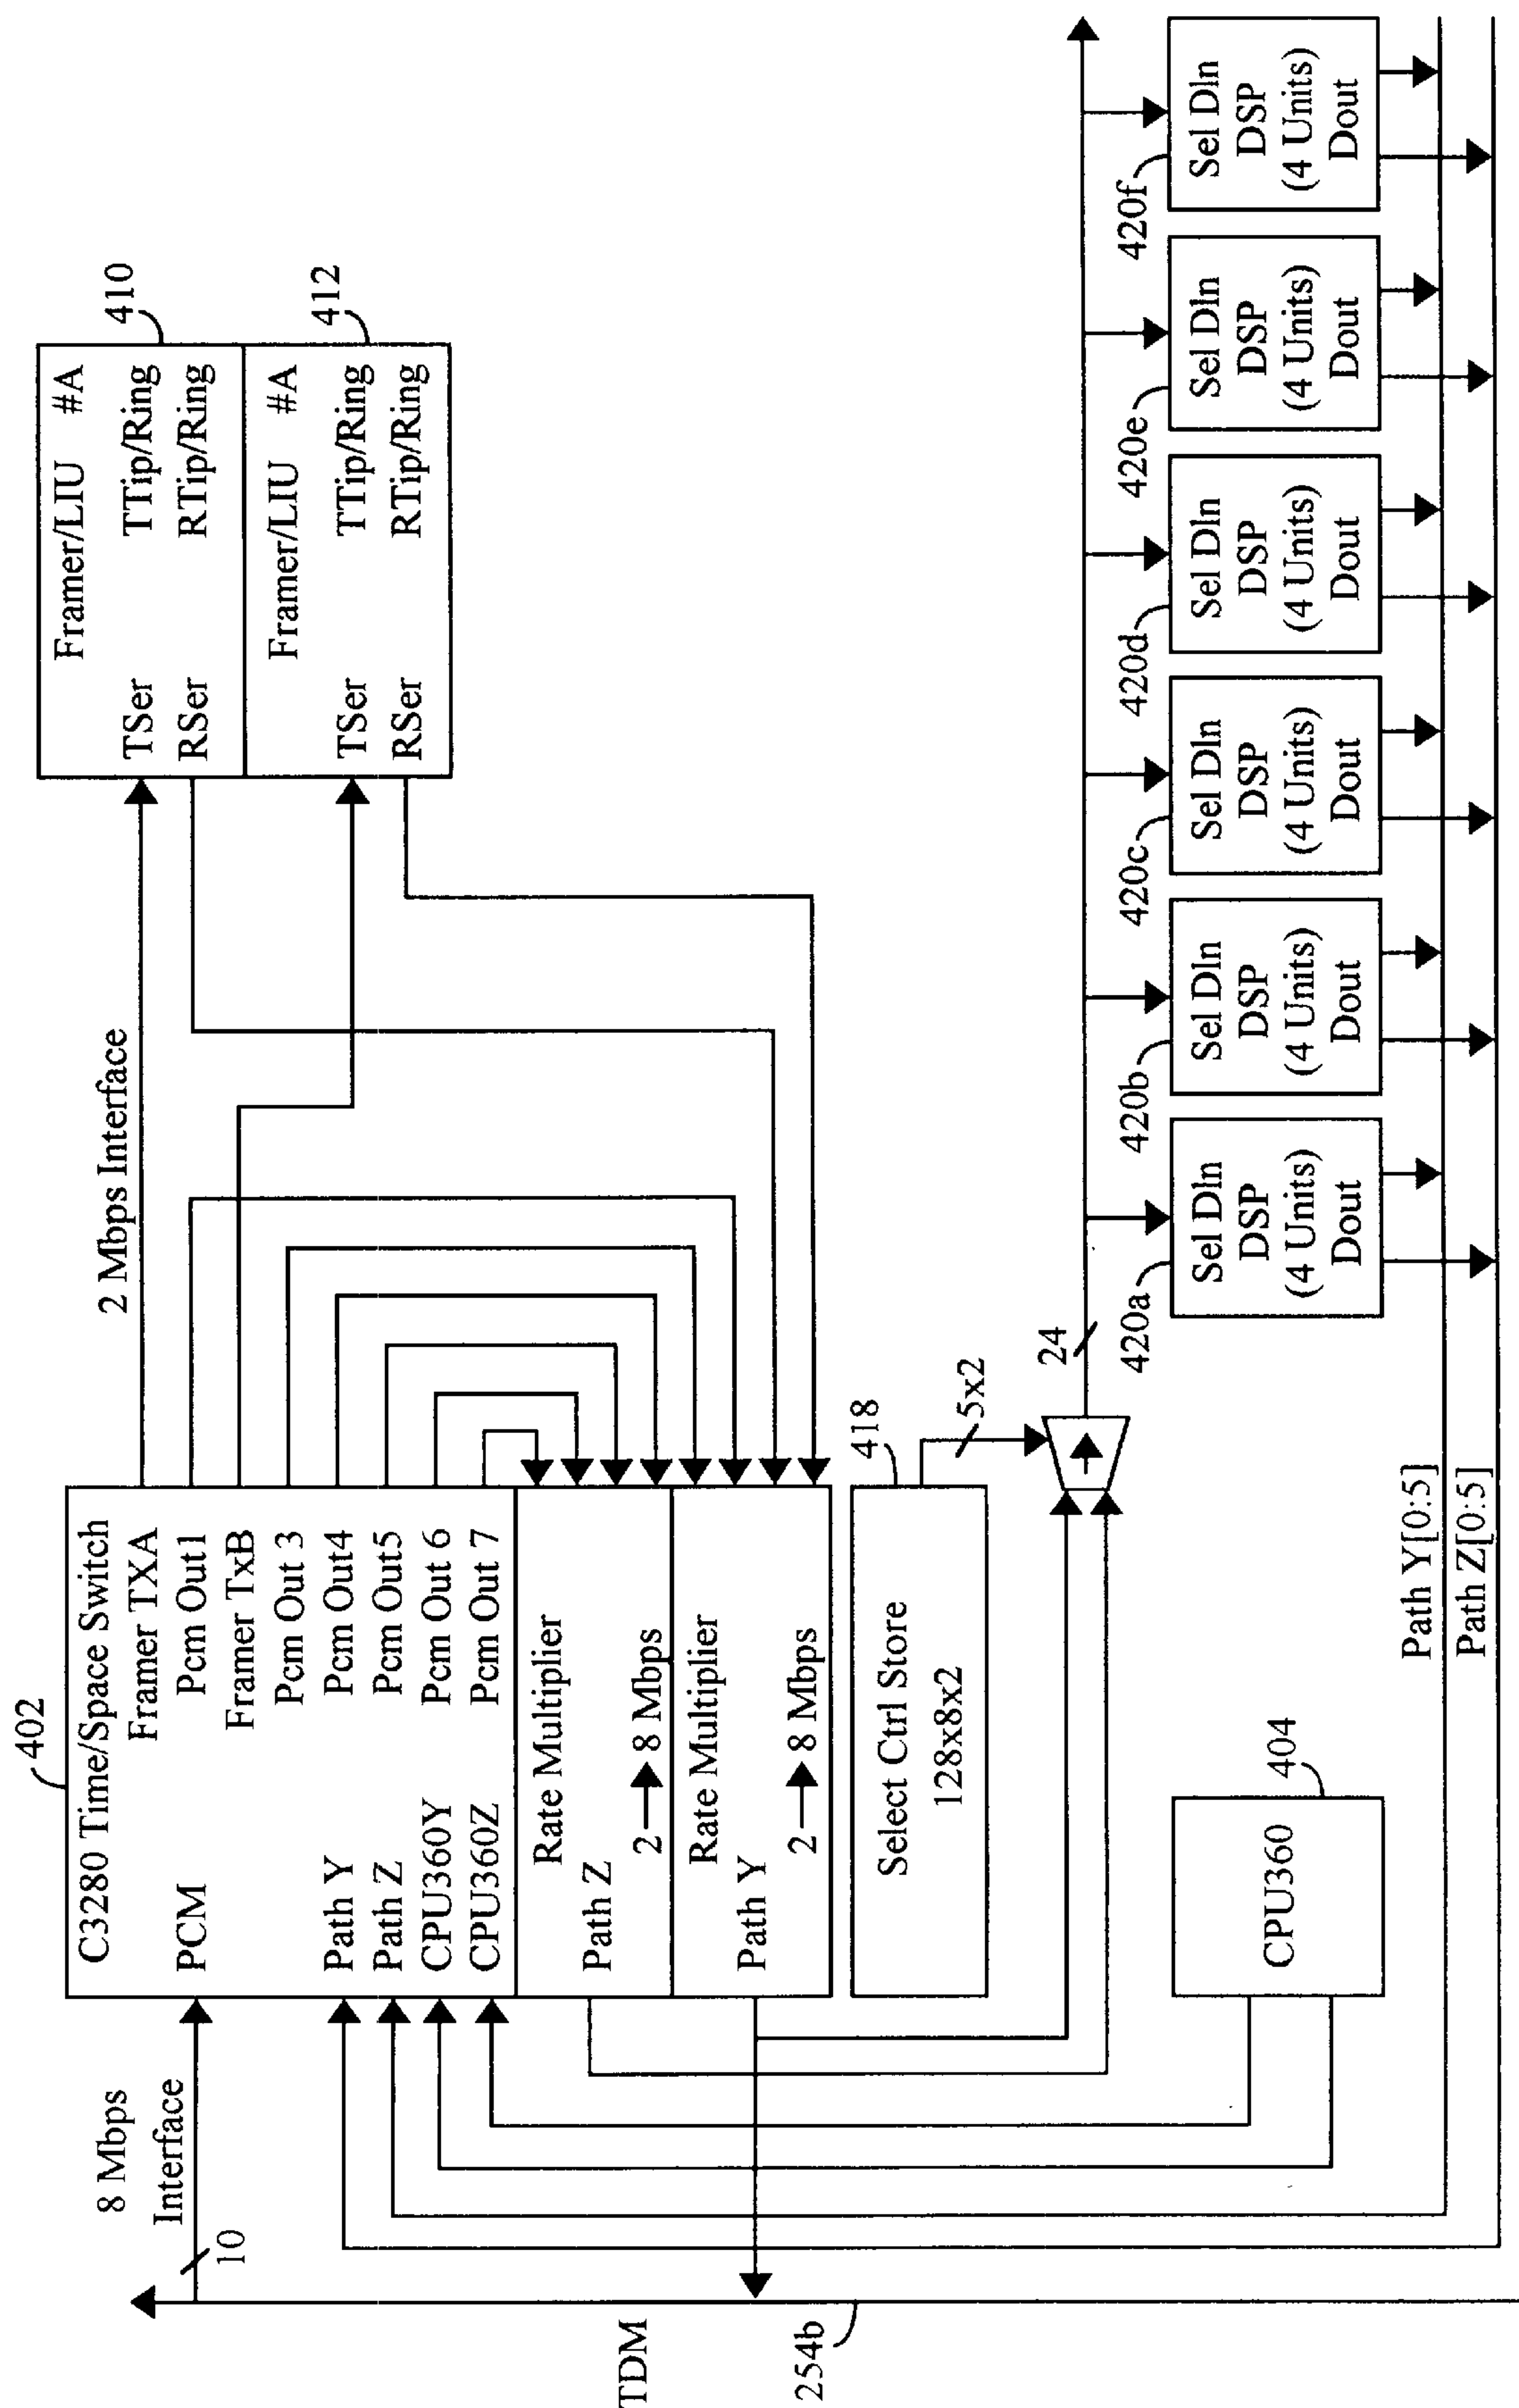 8 Mbps
Interface
10
TDM
254b
402
C3280 Time/Space Switch
Framer TXA
PCM
Pcm Out1
Framer TxB
Pcm Out 3
Path Y
Pcm Out4
Path Z
Pcm Out5
CPU360Y
Pcm Out 6
CPU360Z
Pcm Out 7
Rate Multiplier
Path Z
2 → 8 Mbps
Rate Multiplier
Path Y
2 → 8 Mbps
2 Mbps Interface
Framer/LIU #A
TSer TTip/Ring
RSer RTip/Ring
410
Framer/LIU #A
TSer TTip/Ring
RSer RTip/Ring
412
Select Ctrl Store
128x8x2
418
5x2
24
CPU360
404
Path Y[0:5]
Path Z[0:5]
420a
Sel Dln
DSP
(4 Units)
Dout
420b
Sel Dln
DSP
(4 Units)
Dout
420c
Sel Dln
DSP
(4 Units)
Dout
420d
Sel Dln
DSP
(4 Units)
Dout
420e
Sel Dln
DSP
(4 Units)
Dout
420f
Sel Dln
DSP
(4 Units)
Dout